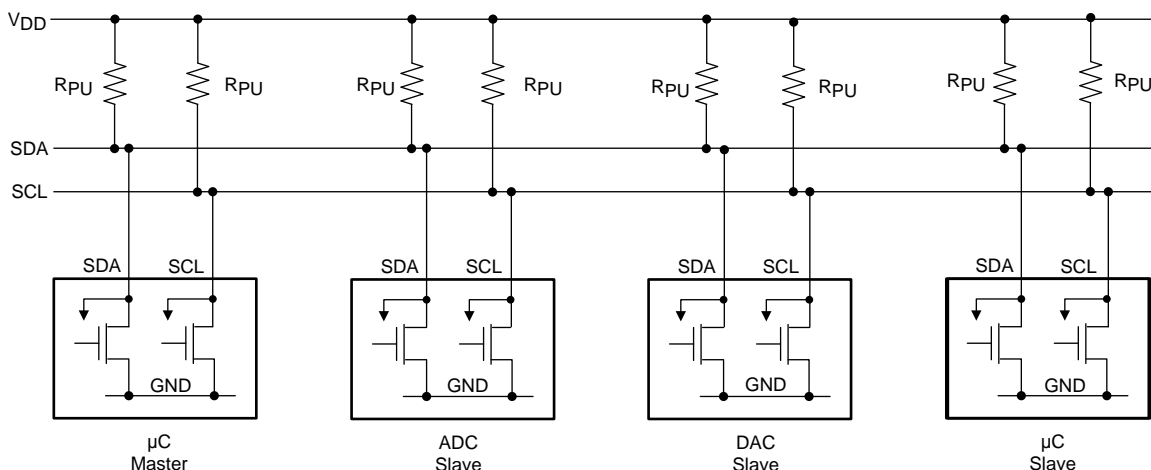 VDD
RPU RPU RPU RPU RPU RPU RPU RPU
SDA
SCL
SDA SCL SDA SCL SDA SCL SDA SCL
GND GND GND GND
µC ADC DAC µC
Master Slave Slave Slave